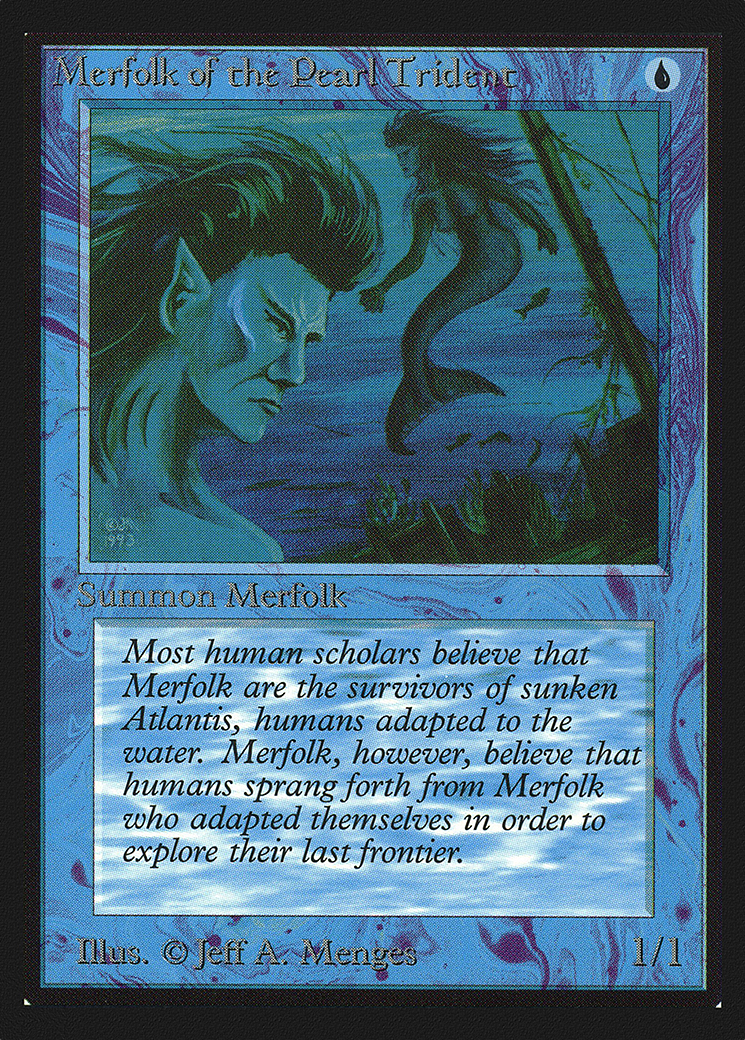 Merfolk of the Pearl Trident
Summon Merfolk
Most human scholars believe that
Merfolk are the survivors of sunken
Atlantis, humans adapted to the
water. Merfolk, however, believe that
humans sprang forth from Merfolk
who adapted themselves in order to
explore their last frontier.
Illus. © Jeff A. Menges
1/1